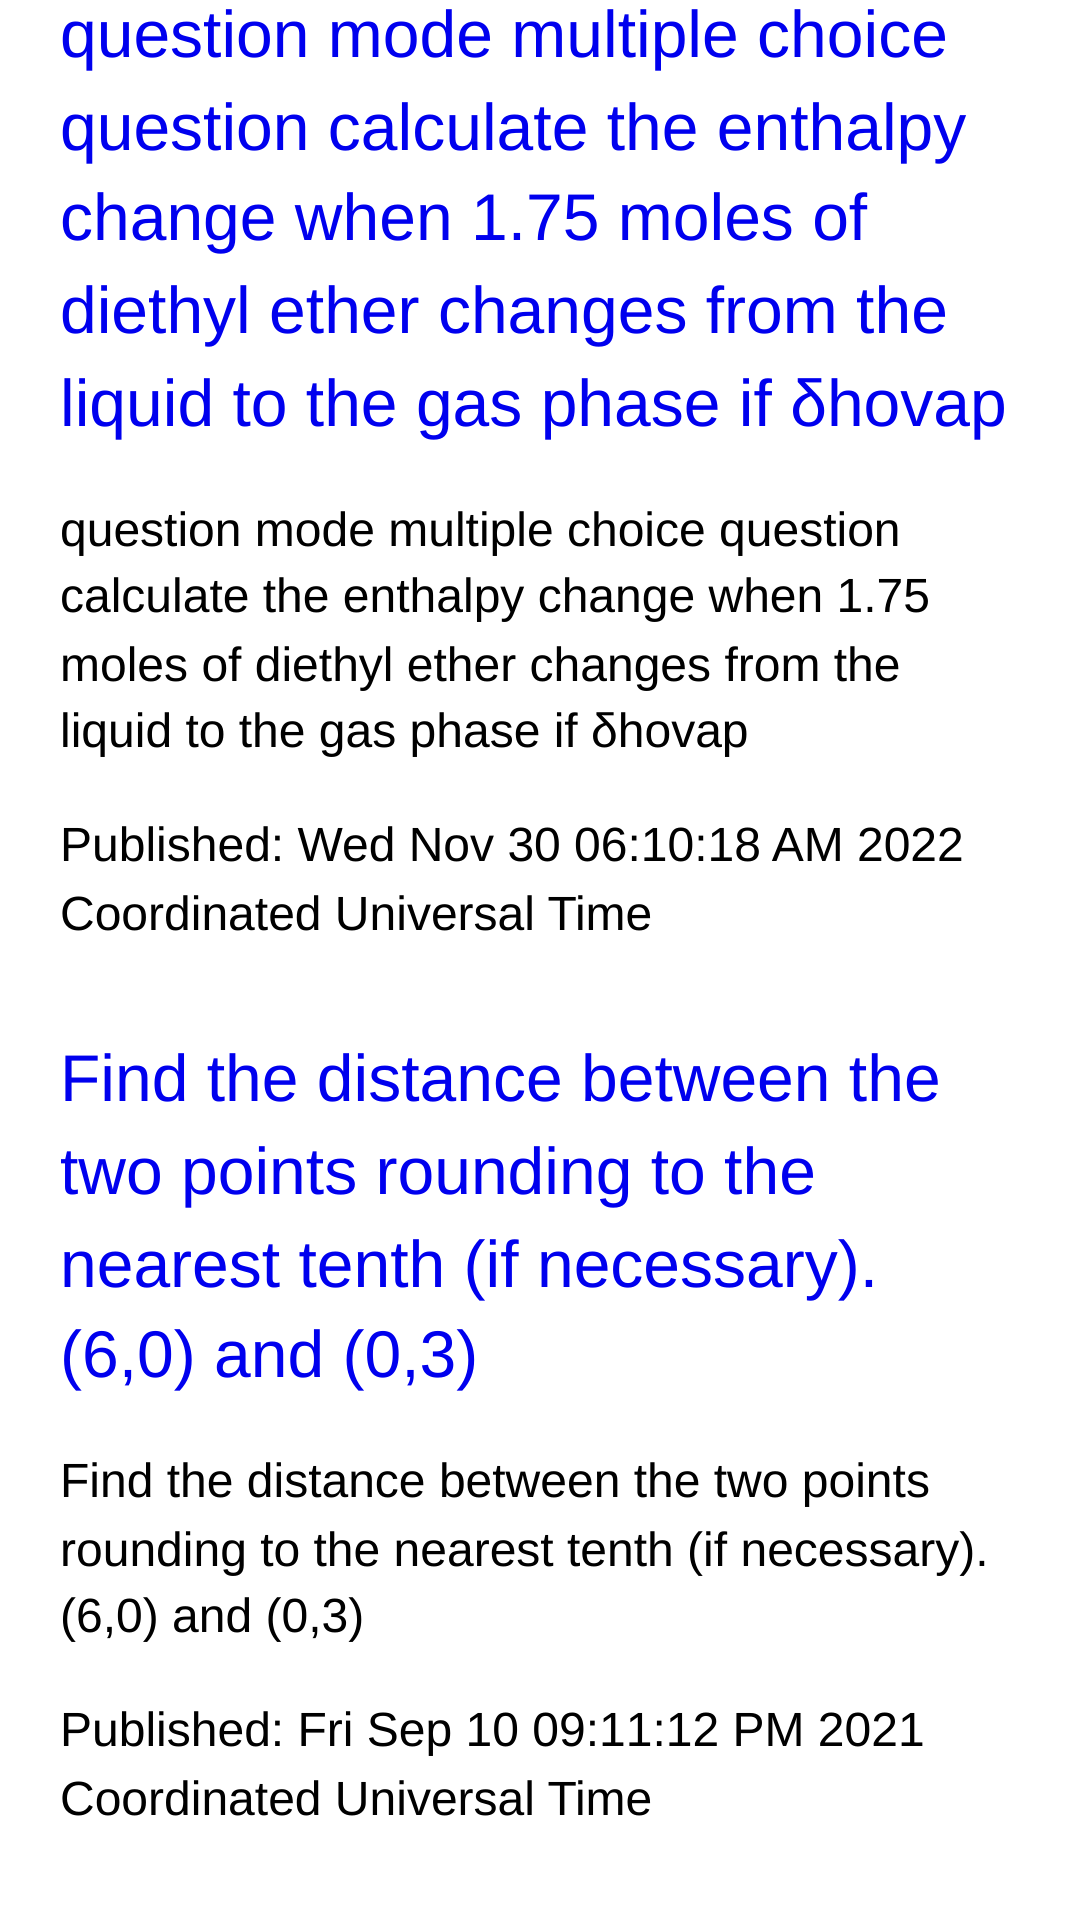 question mode multiple choice
question calculate the enthalpy
change when 1.75 moles of
diethyl ether changes from the
liquid to the gas phase if δhovap
question mode multiple choice question
calculate the enthalpy change when 1.75
moles of diethyl ether changes from the
liquid to the gas phase if δhovap
Published: Wed Nov 30 06:10:18 AM 2022
Coordinated Universal Time
Find the distance between the
two points rounding to the
nearest tenth (if necessary).
(6,0) and (0,3)
Find the distance between the two points
rounding to the nearest tenth (if necessary).
(6,0) and (0,3)
Published: Fri Sep 10 09:11:12 PM 2021
Coordinated Universal Time